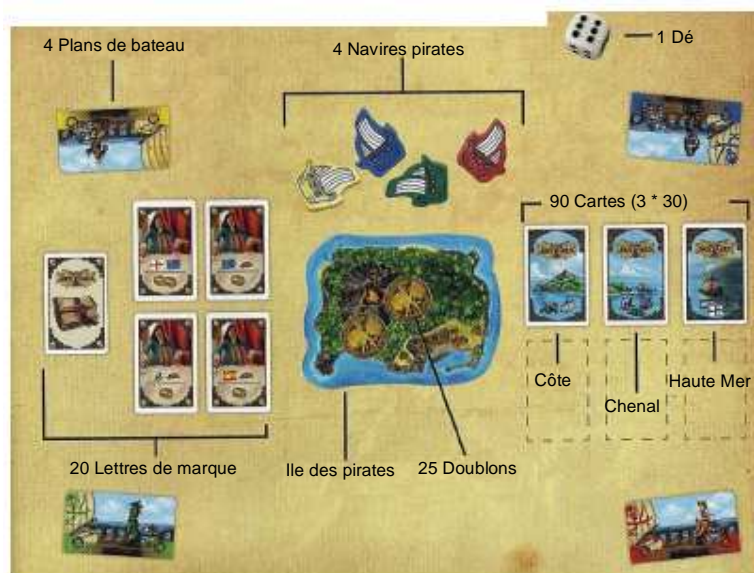 4 Plans de bateau
4 Navires pirates
1 Dé
90 Cartes (3 * 30)
Côte
Chenal
Haute Mer
20 Lettres de marque
Ile des pirates
25 Doublons